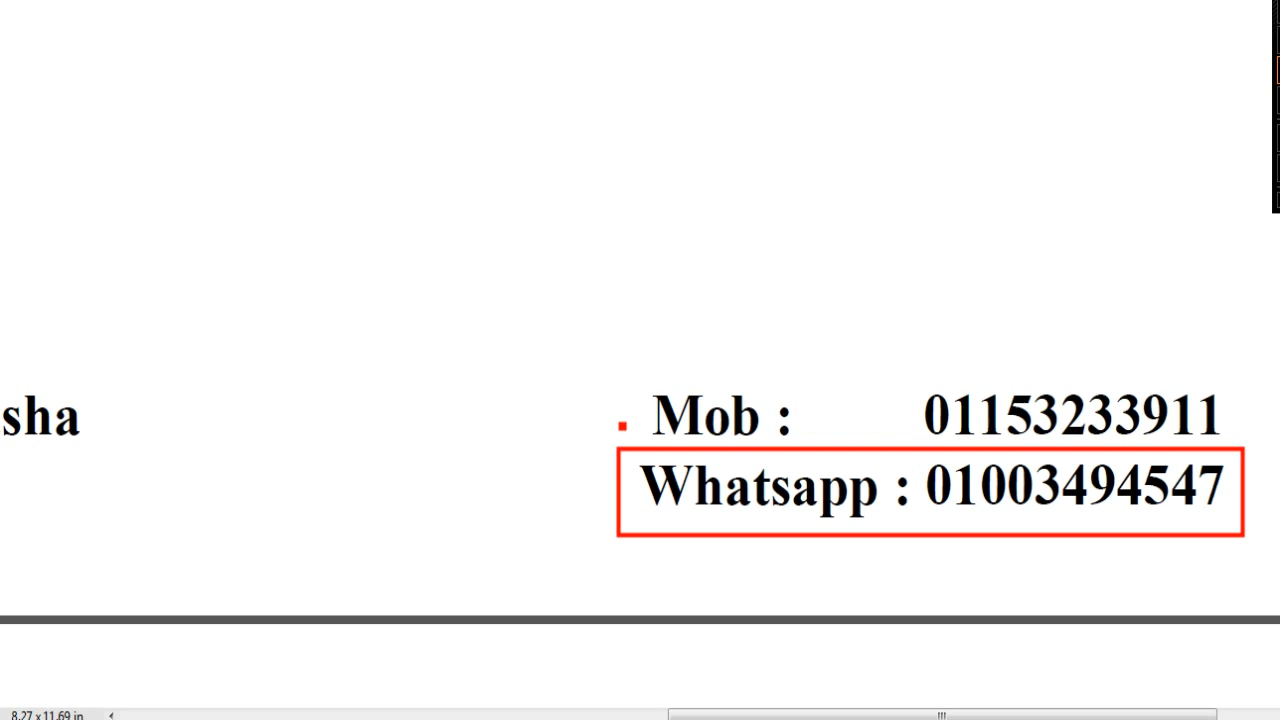 sha
Mob : 01153233911
Whatsapp : 01003494547
8.27 x 11.69 in